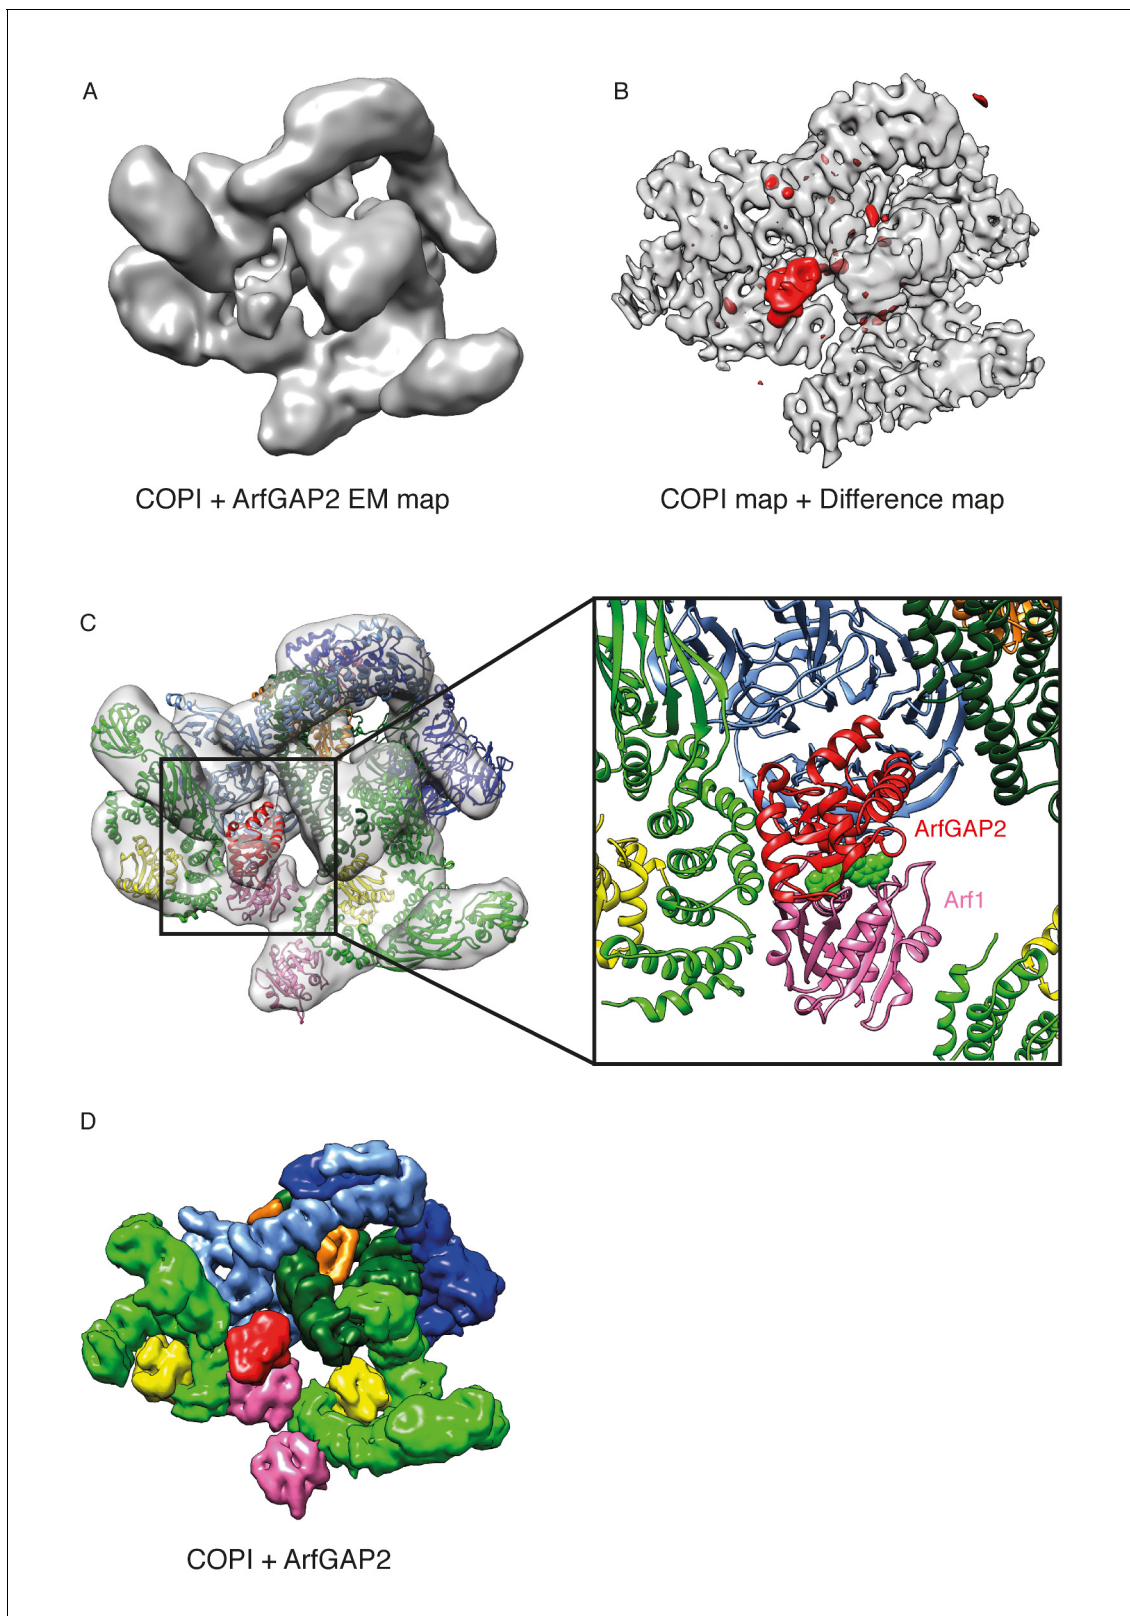 A
B
COPI + ArfGAP2 EM map
COPI map + Difference map
C
ArfGAP2
Arf1
D
COPI + ArfGAP2